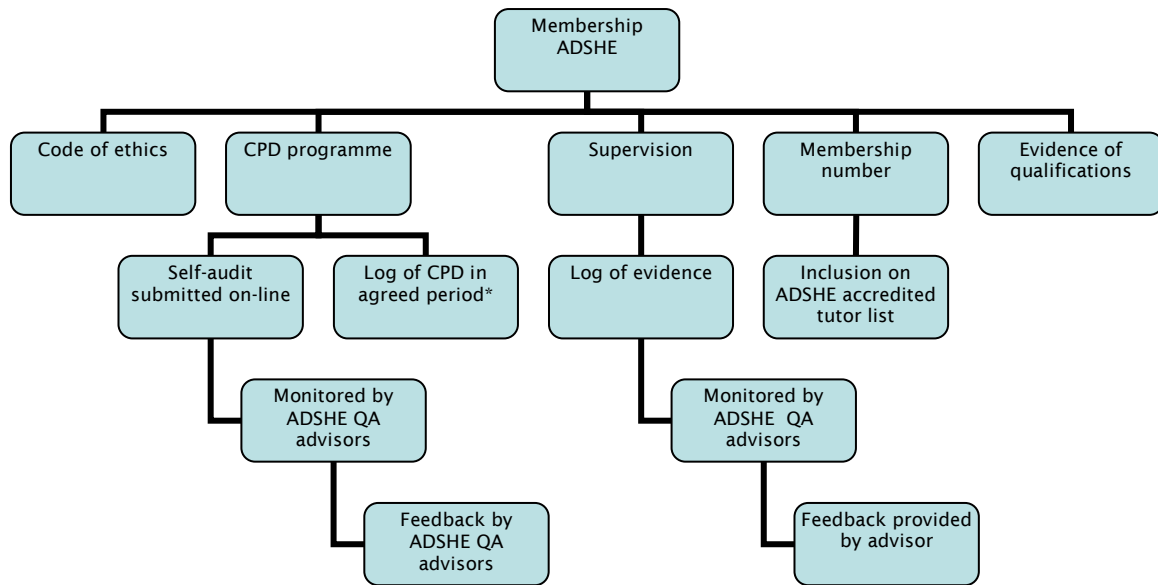 Membership
ADSHE
Code of ethics
CPD programme
Supervision
Membership
number
Evidence of
qualifications
Self-audit
submitted on-line
Log of CPD in
agreed period*
Log of evidence
Inclusion on
ADSHE accredited
tutor list
Monitored by
ADSHE QA
advisors
Monitored by
ADSHE QA
advisors
Feedback by
ADSHE QA
advisors
Feedback provided
by advisor